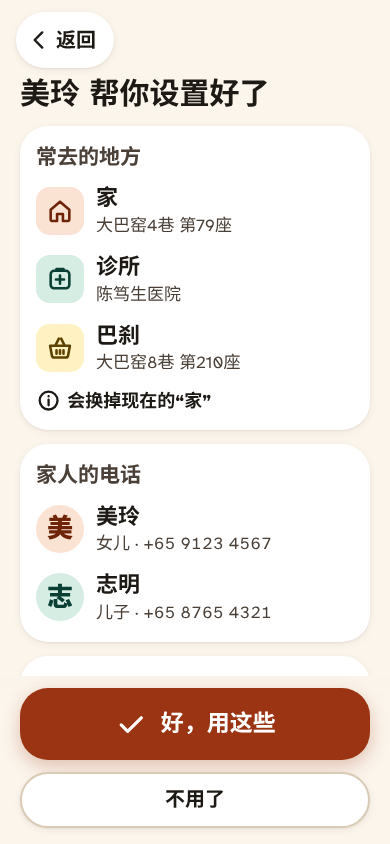 返回
美玲 帮你设置好了
常去的地方
家
大巴窑4巷 第79座
诊所
陈笃生医院
巴刹
大巴窑8巷 第210座
会换掉现在的“家”
家人的电话
美
美玲
女儿 · +65 9123 4567
志
志明
儿子 · +65 8765 4321
好，用这些
不用了